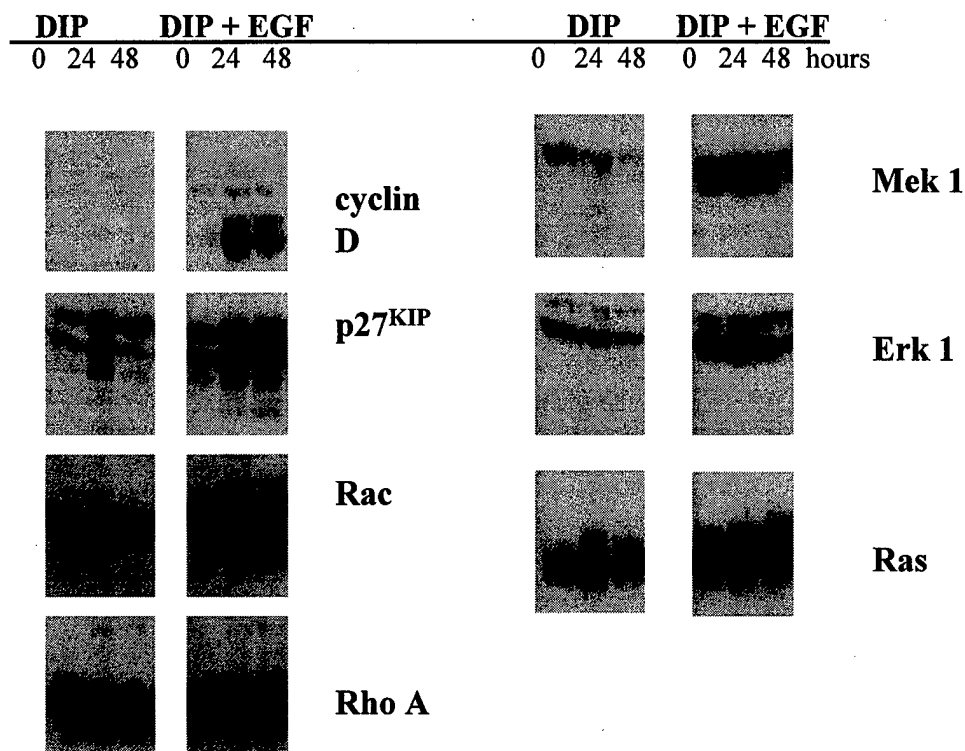 DIP DIP + EGF DIP DIP + EGF
0 24 48 0 24 48 0 24 48 0 24 48 hours
cyclin
D
Mek 1
p27KIP
Erk 1
Rac
Ras
Rho A